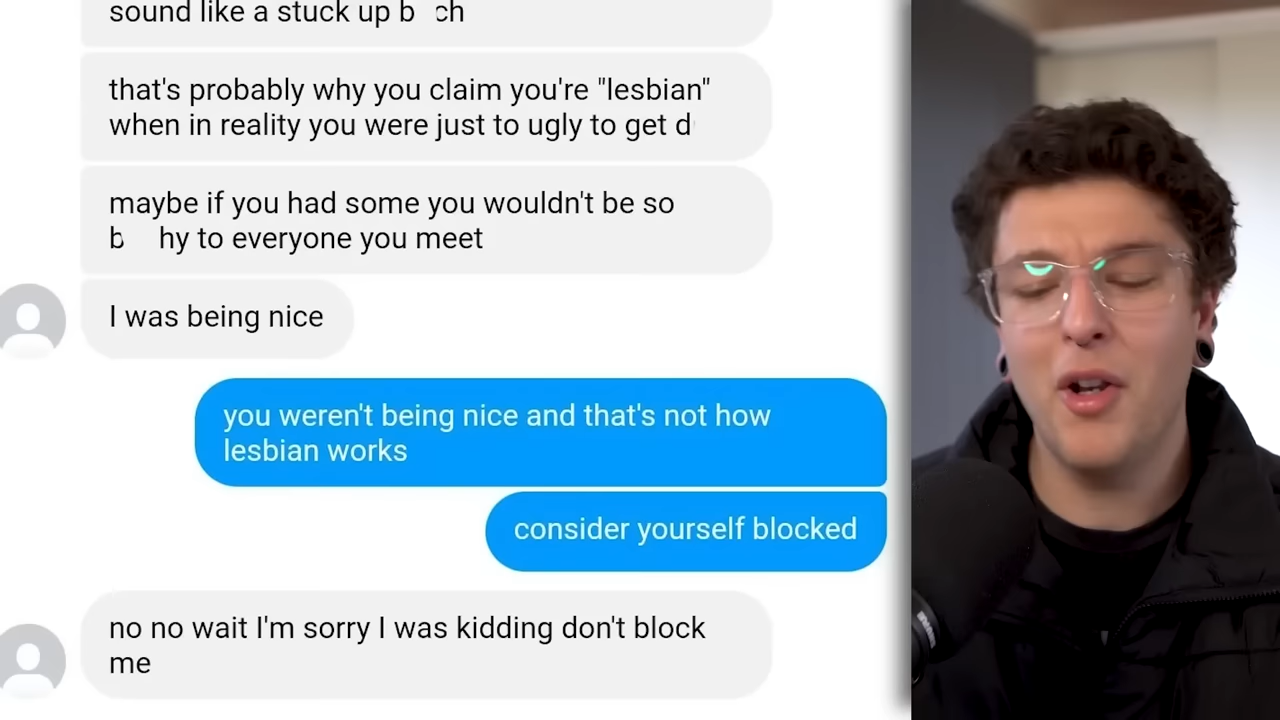 sound like a stuck up b ch
that's probably why you claim you're "lesbian"
when in reality you were just to ugly to get d
maybe if you had some you wouldn't be so
b hy to everyone you meet
I was being nice
you weren't being nice and that's not how
lesbian works
consider yourself blocked
no no wait I'm sorry I was kidding don't block
me